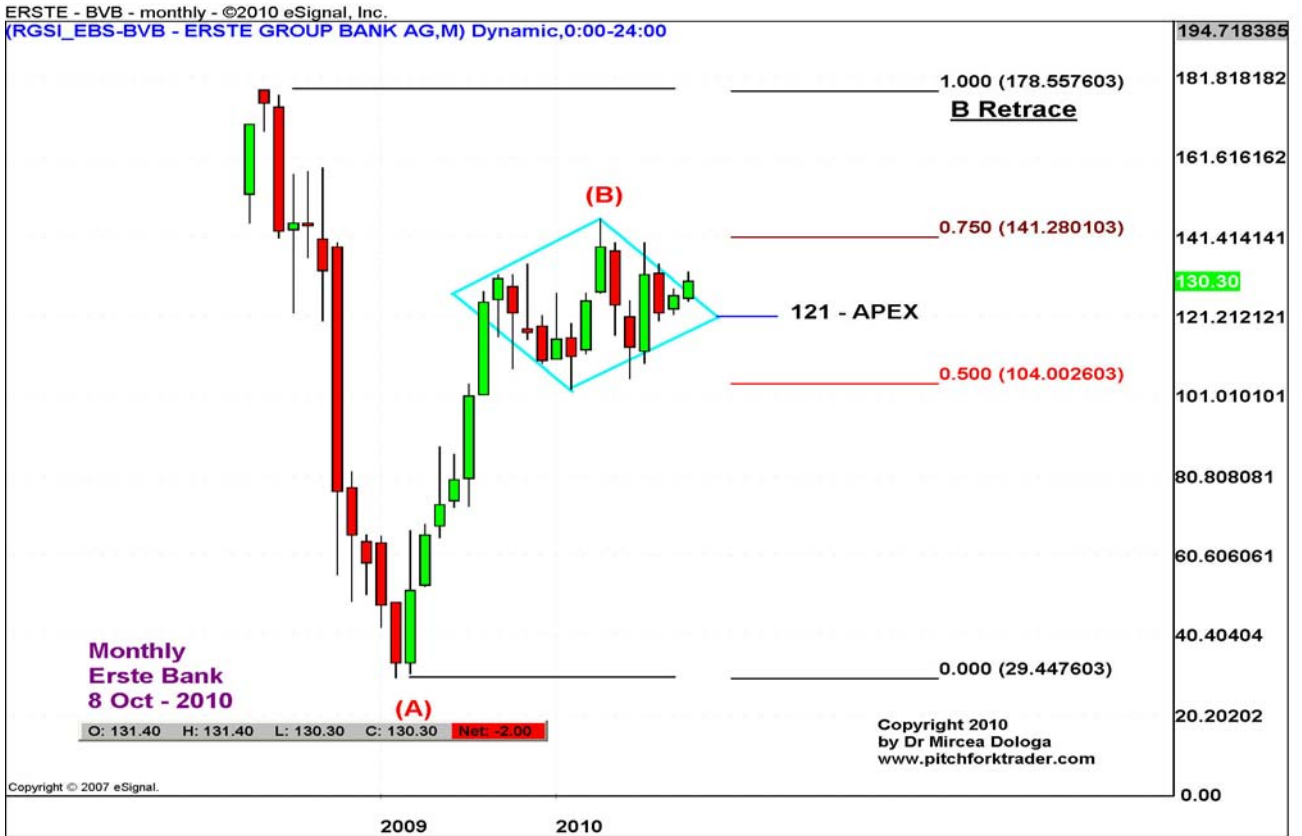 ERSTE - BVB - monthly - ©2010 eSignal, Inc.
(RGSI_EBS-BVB - ERSTE GROUP BANK AG,M) Dynamic,0:00-24:00
194.718385
181.818182
1.000 (178.557603)
B Retrace
161.616162
(B)
0.750 (141.280103)
141.414141
130.30
121 - APEX
121.212121
0.500 (104.002603)
101.010101
80.808081
60.606061
40.40404
Monthly
Erste Bank
8 Oct - 2010
0.000 (29.447603)
(A)
20.20202
O: 131.40 H: 131.40 L: 130.30 C: 130.30 Net: -2.00
Copyright 2010
by Dr Mircea Dologa
www.pitchforktrader.com
Copyright © 2007 eSignal.
0.00
2009 2010